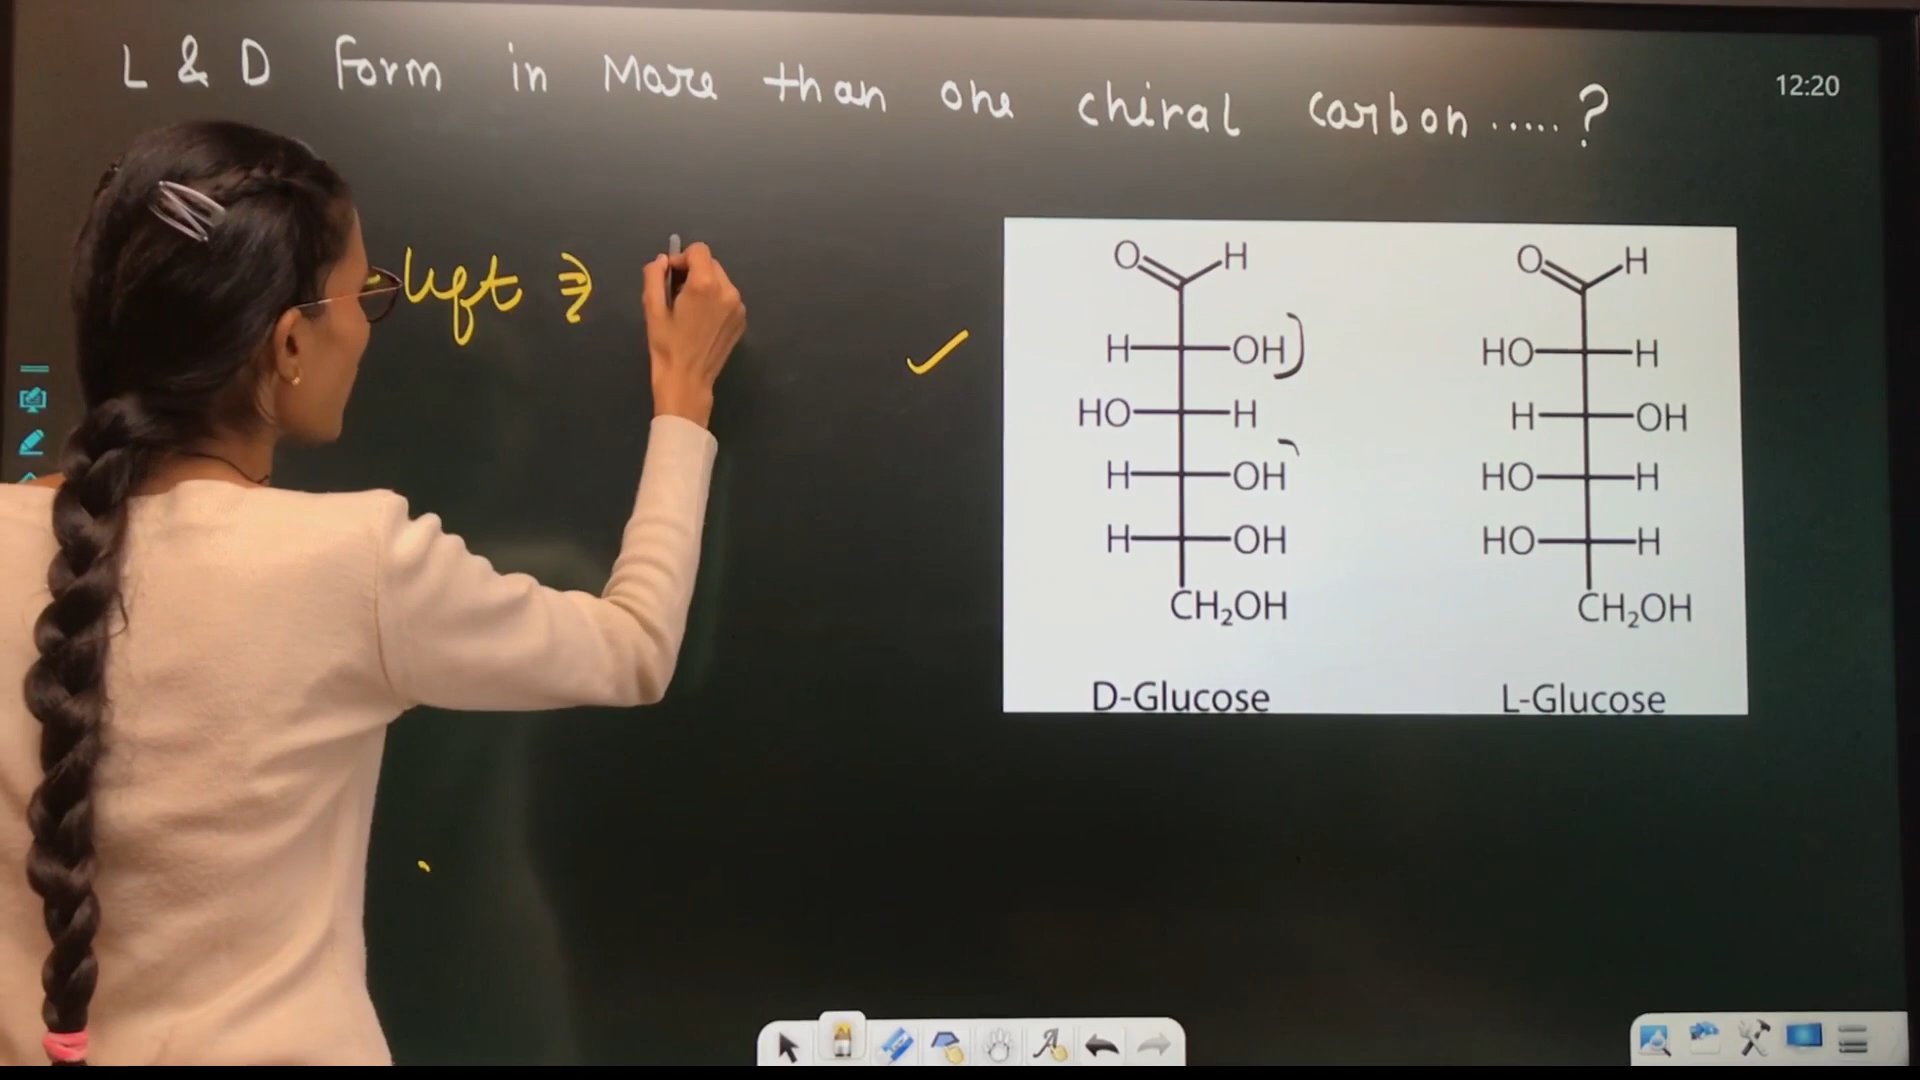 L & D Form in More than one chiral carbon.....?
12:20
left ⇒
O H O H
H OH HO H
HO H H OH
H OH HO H
H OH HO H
CH₂OH CH₂OH
D-Glucose L-Glucose